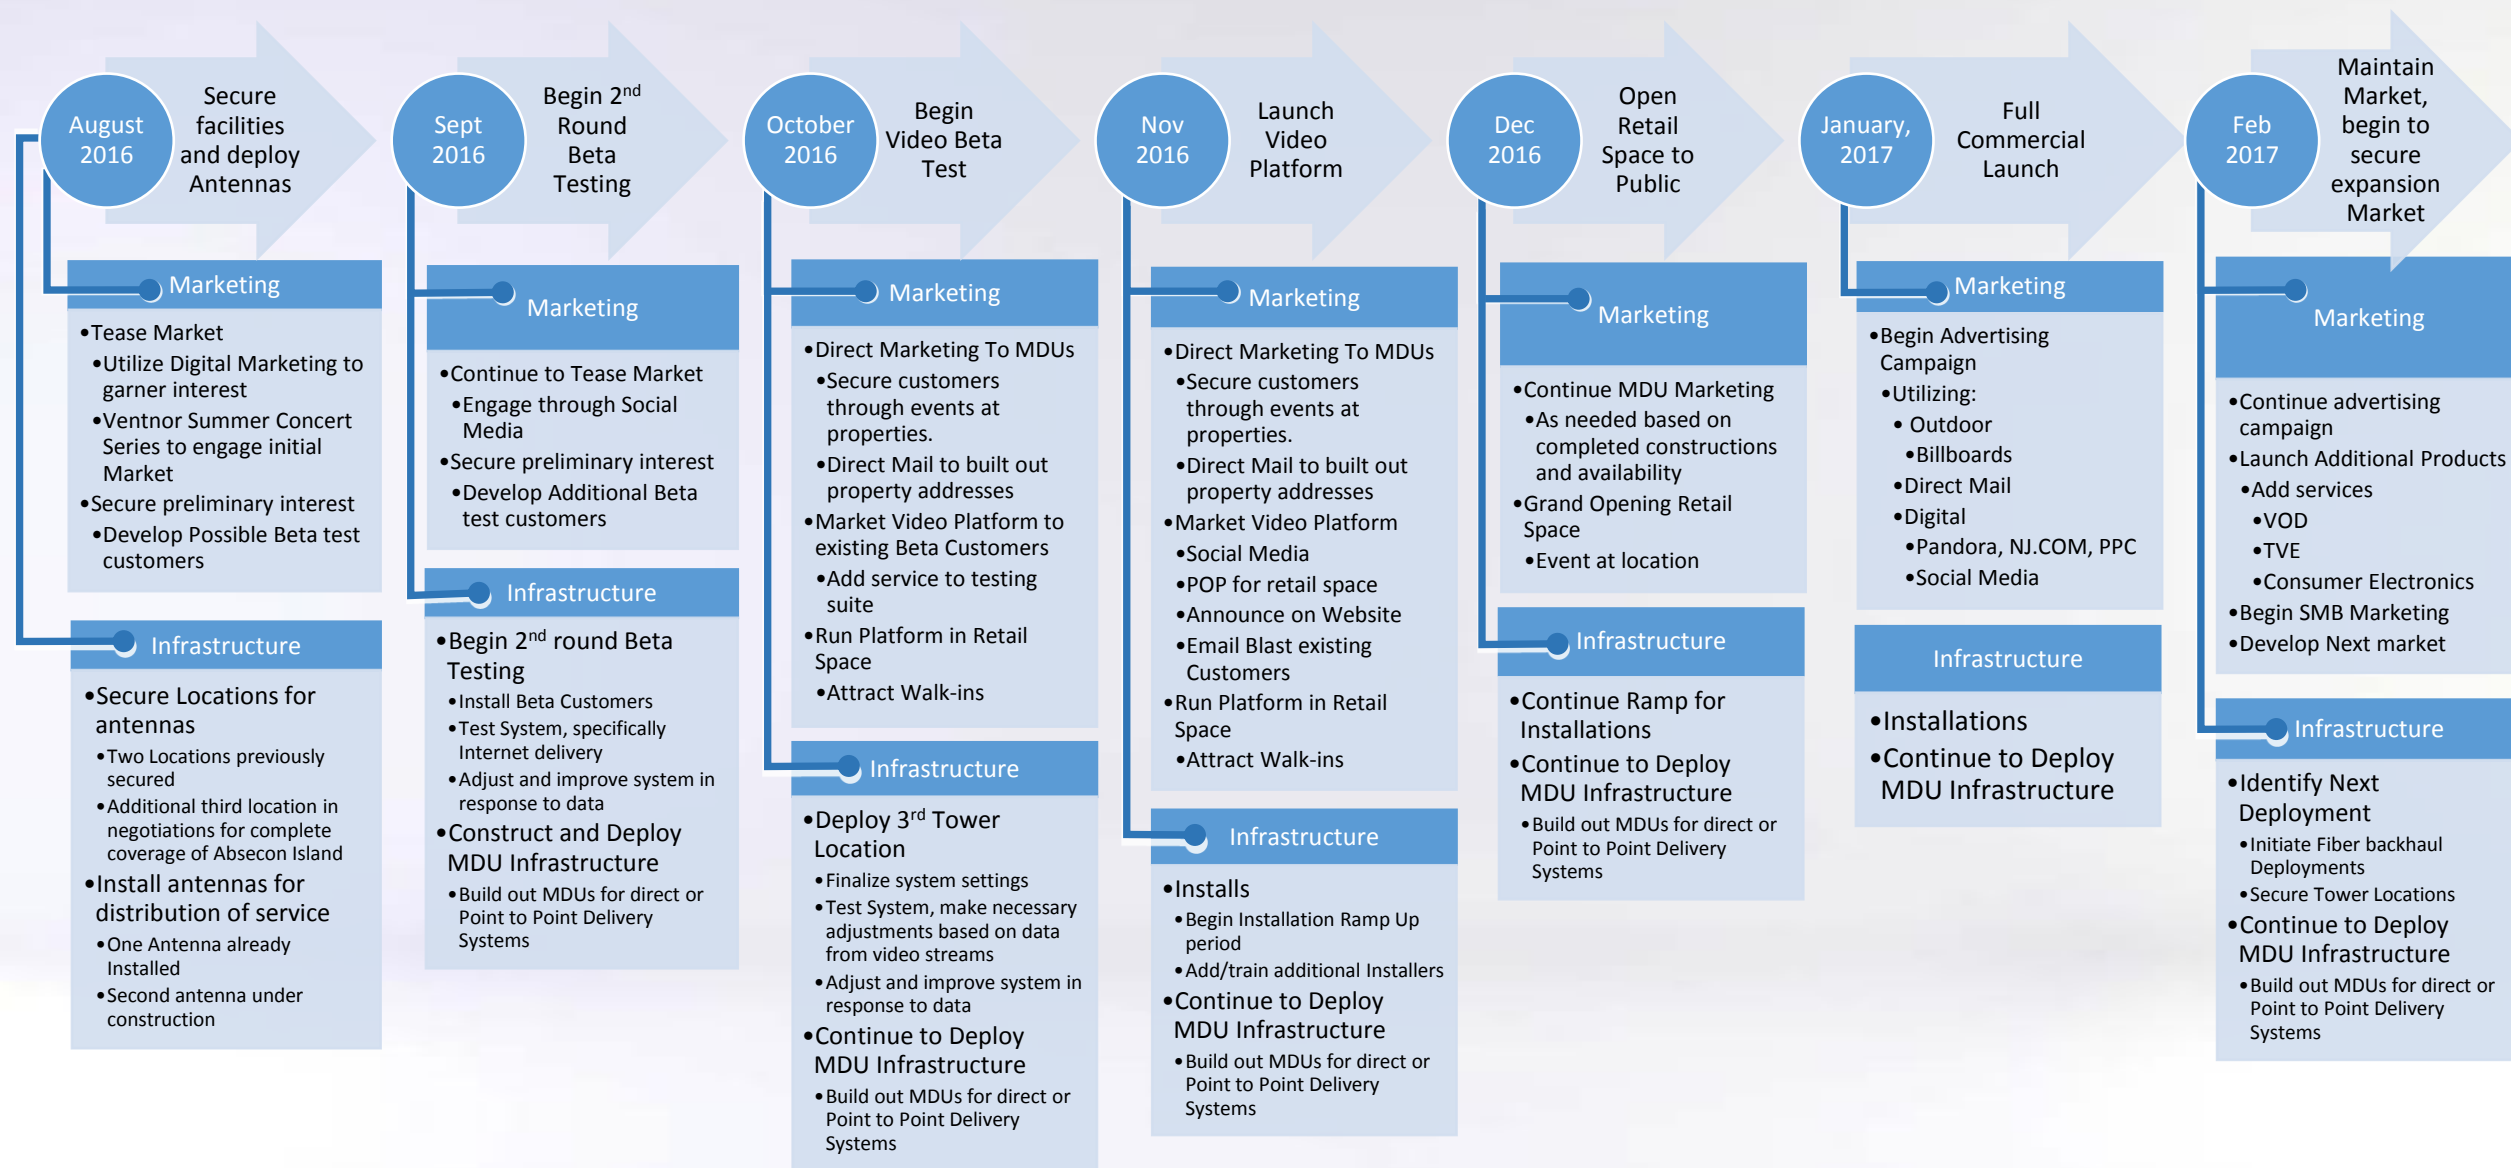 August
2016
Secure
facilities
and deploy
Antennas
Marketing
•Tease Market
•Utilize Digital Marketing to
garner interest
•Ventnor Summer Concert
Series to engage initial
Market
•Secure preliminary interest
•Develop Possible Beta test
customers
Infrastructure
•Secure Locations for
antennas
•Two Locations previously
secured
•Additional third location in
negotiations for complete
coverage of Absecon Island
•Install antennas for
distribution of service
•One Antenna already
Installed
•Second antenna under
construction
Sept
2016
Begin 2nd
Round
Beta
Testing
Marketing
•Continue to Tease Market
•Engage through Social
Media
•Secure preliminary interest
•Develop Additional Beta
test customers
Infrastructure
•Begin 2nd round Beta
Testing
•Install Beta Customers
•Test System, specifically
Internet delivery
•Adjust and improve system in
response to data
•Construct and Deploy
MDU Infrastructure
•Build out MDUs for direct or
Point to Point Delivery
Systems
October
2016
Begin
Video Beta
Test
Marketing
•Direct Marketing To MDUs
•Secure customers
through events at
properties.
•Direct Mail to built out
property addresses
•Market Video Platform to
existing Beta Customers
•Add service to testing
suite
•Run Platform in Retail
Space
•Attract Walk-ins
Infrastructure
•Deploy 3rd Tower
Location
•Finalize system settings
•Test System, make necessary
adjustments based on data
from video streams
•Adjust and improve system in
response to data
•Continue to Deploy
MDU Infrastructure
•Build out MDUs for direct or
Point to Point Delivery
Systems
Nov
2016
Launch
Video
Platform
Marketing
•Direct Marketing To MDUs
•Secure customers
through events at
properties.
•Direct Mail to built out
property addresses
•Market Video Platform
•Social Media
•POP for retail space
•Announce on Website
•Email Blast existing
Customers
•Run Platform in Retail
Space
•Attract Walk-ins
Infrastructure
•Installs
•Begin Installation Ramp Up
period
•Add/train additional Installers
•Continue to Deploy
MDU Infrastructure
•Build out MDUs for direct or
Point to Point Delivery
Systems
Dec
2016
Open
Retail
Space to
Public
Marketing
•Continue MDU Marketing
•As needed based on
completed constructions
and availability
•Grand Opening Retail
Space
•Event at location
Infrastructure
•Continue Ramp for
Installations
•Continue to Deploy
MDU Infrastructure
•Build out MDUs for direct or
Point to Point Delivery
Systems
January,
2017
Full
Commercial
Launch
Marketing
•Begin Advertising
Campaign
•Utilizing:
• Outdoor
•Billboards
•Direct Mail
•Digital
•Pandora, NJ.COM, PPC
•Social Media
Infrastructure
•Installations
•Continue to Deploy
MDU Infrastructure
Feb
2017
Maintain
Market,
begin to
secure
expansion
Market
Marketing
•Continue advertising
campaign
•Launch Additional Products
•Add services
•VOD
•TVE
•Consumer Electronics
•Begin SMB Marketing
•Develop Next market
Infrastructure
•Identify Next
Deployment
•Initiate Fiber backhaul
Deployments
•Secure Tower Locations
•Continue to Deploy
MDU Infrastructure
•Build out MDUs for direct or
Point to Point Delivery
Systems